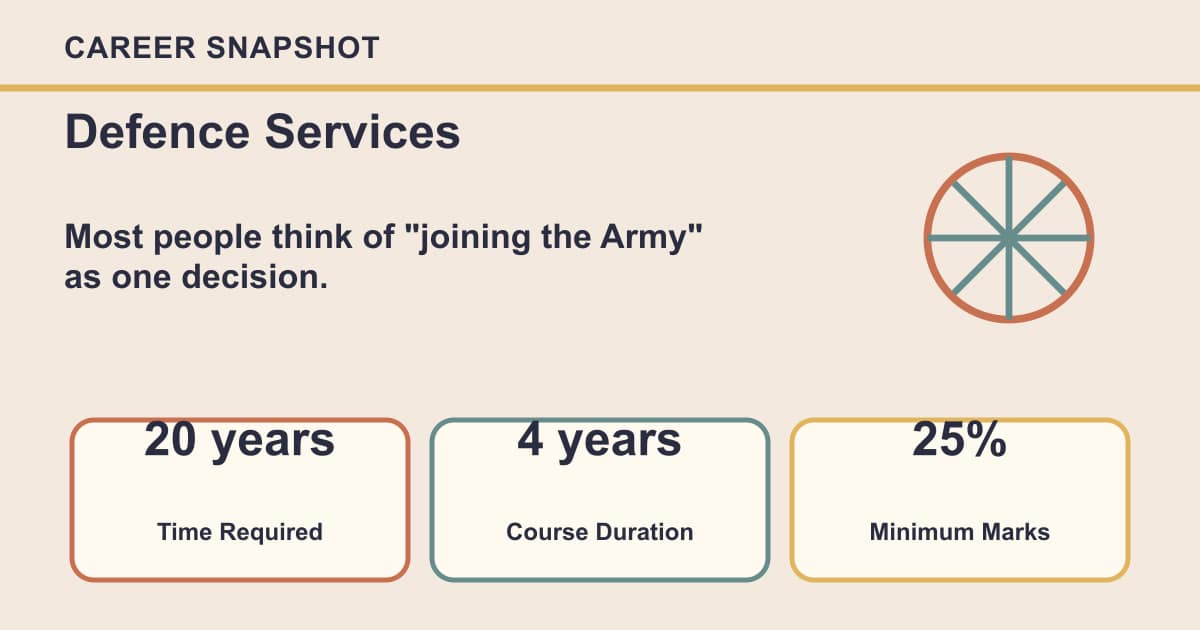 CAREER SNAPSHOT
Defence Services
Most people think of "joining the Army"
as one decision.
20 years
Time Required
4 years
Course Duration
25%
Minimum Marks